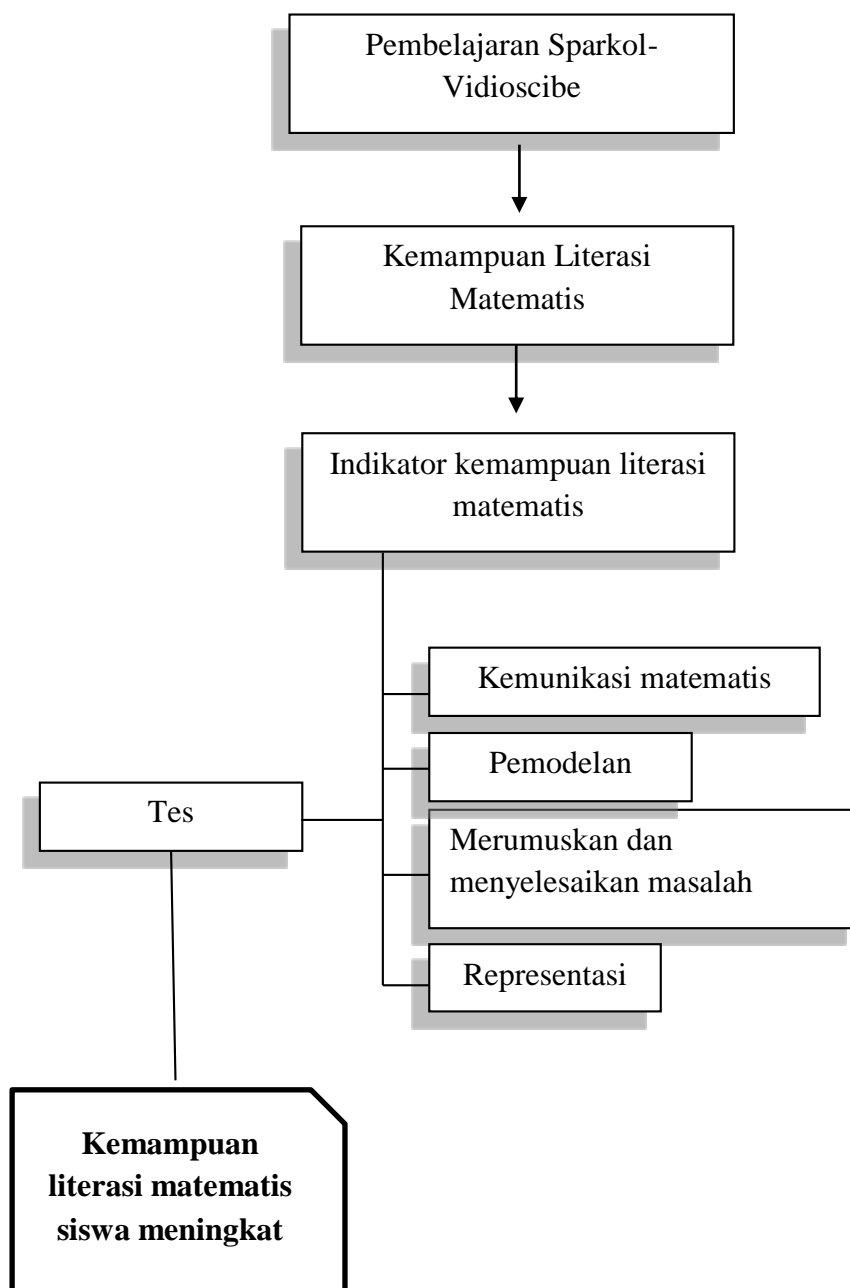 Pembelajaran Sparkol-
Vidioscibe
Kemampuan Literasi
Matematis
Indikator kemampuan literasi
matematis
Kemunikasi matematis
Pemodelan
Tes
Merumuskan dan
menyelesaikan masalah
Representasi
Kemampuan
literasi matematis
siswa meningkat